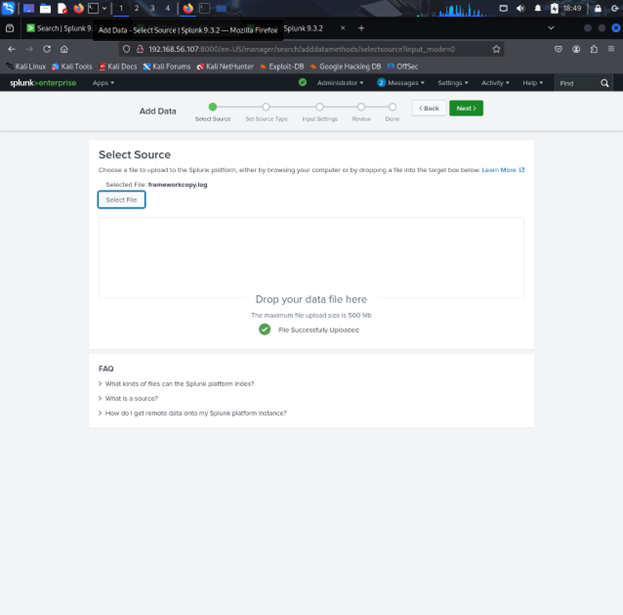 1 2 3 4 18:49
Search | Splunk 9.3 Splunk 9.3.2
Add Data - Select Source | Splunk 9.3.2 — Mozilla Firefox
192.168.56.107:8000/en-US/manager/search/adddatamethods/selectsource?input_mode=0
Kali Linux Kali Tools Kali Docs Kali Forums Kali NetHunter Exploit-DB Google Hacking DB OffSec
splunk>enterprise Apps Administrator 2 Messages Settings Activity Help Find
Add Data Select Source Set Source Type Input Settings Review Done < Back Next >
Select Source
Choose a file to upload to the Splunk platform, either by browsing your computer or by dropping a file into the target box below. Learn More
Selected File: frameworkcopy.log
Select File
Drop your data file here
The maximum file upload size is 500 Mb
File Successfully Uploaded
FAQ
> What kinds of files can the Splunk platform index?
> What is a source?
> How do I get remote data onto my Splunk platform instance?